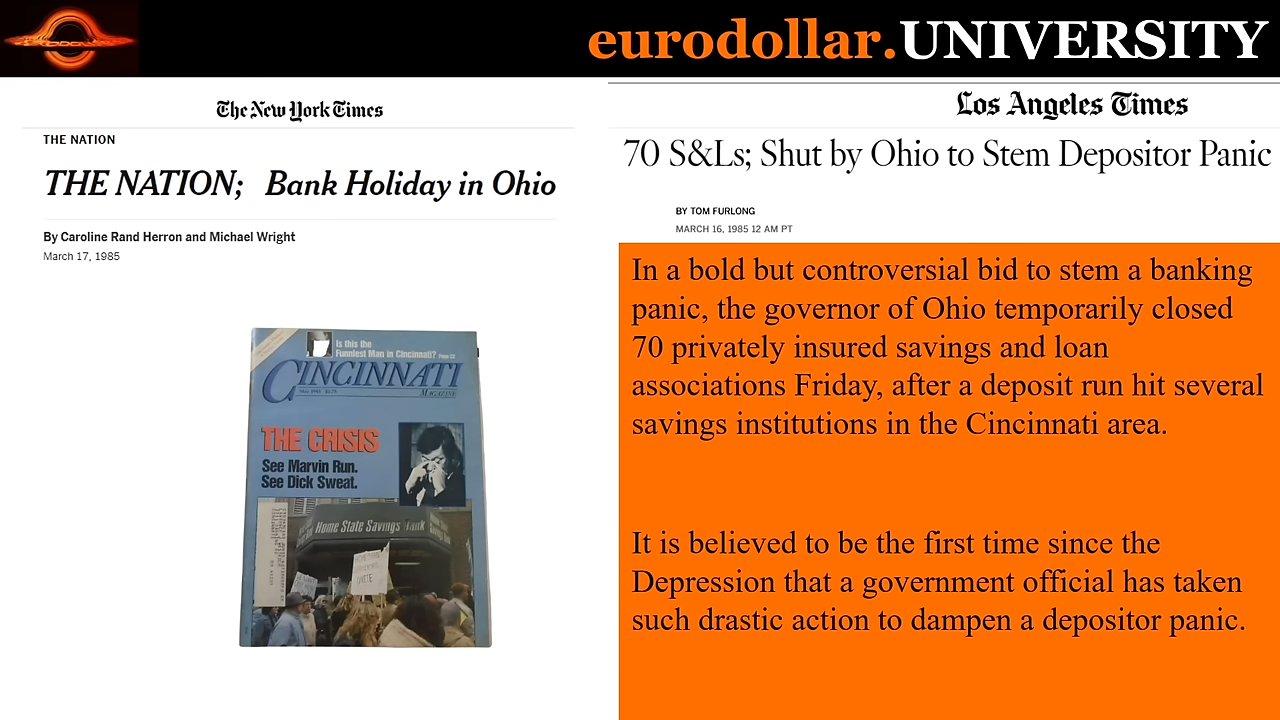 eurodollar.UNIVERSITY
The New York Times
THE NATION
THE NATION; Bank Holiday in Ohio
By Caroline Rand Herron and Michael Wright
March 17, 1985
Is this the
Funniest Man in Cincinnati? Page 22
CINCINNATI
MAGAZINE
THE CRISIS
See Marvin Run.
See Dick Sweat.
Home State Savings Bank
Los Angeles Times
70 S&Ls; Shut by Ohio to Stem Depositor Panic
BY TOM FURLONG
MARCH 16, 1985 12 AM PT
In a bold but controversial bid to stem a banking
panic, the governor of Ohio temporarily closed
70 privately insured savings and loan
associations Friday, after a deposit run hit several
savings institutions in the Cincinnati area.
It is believed to be the first time since the
Depression that a government official has taken
such drastic action to dampen a depositor panic.